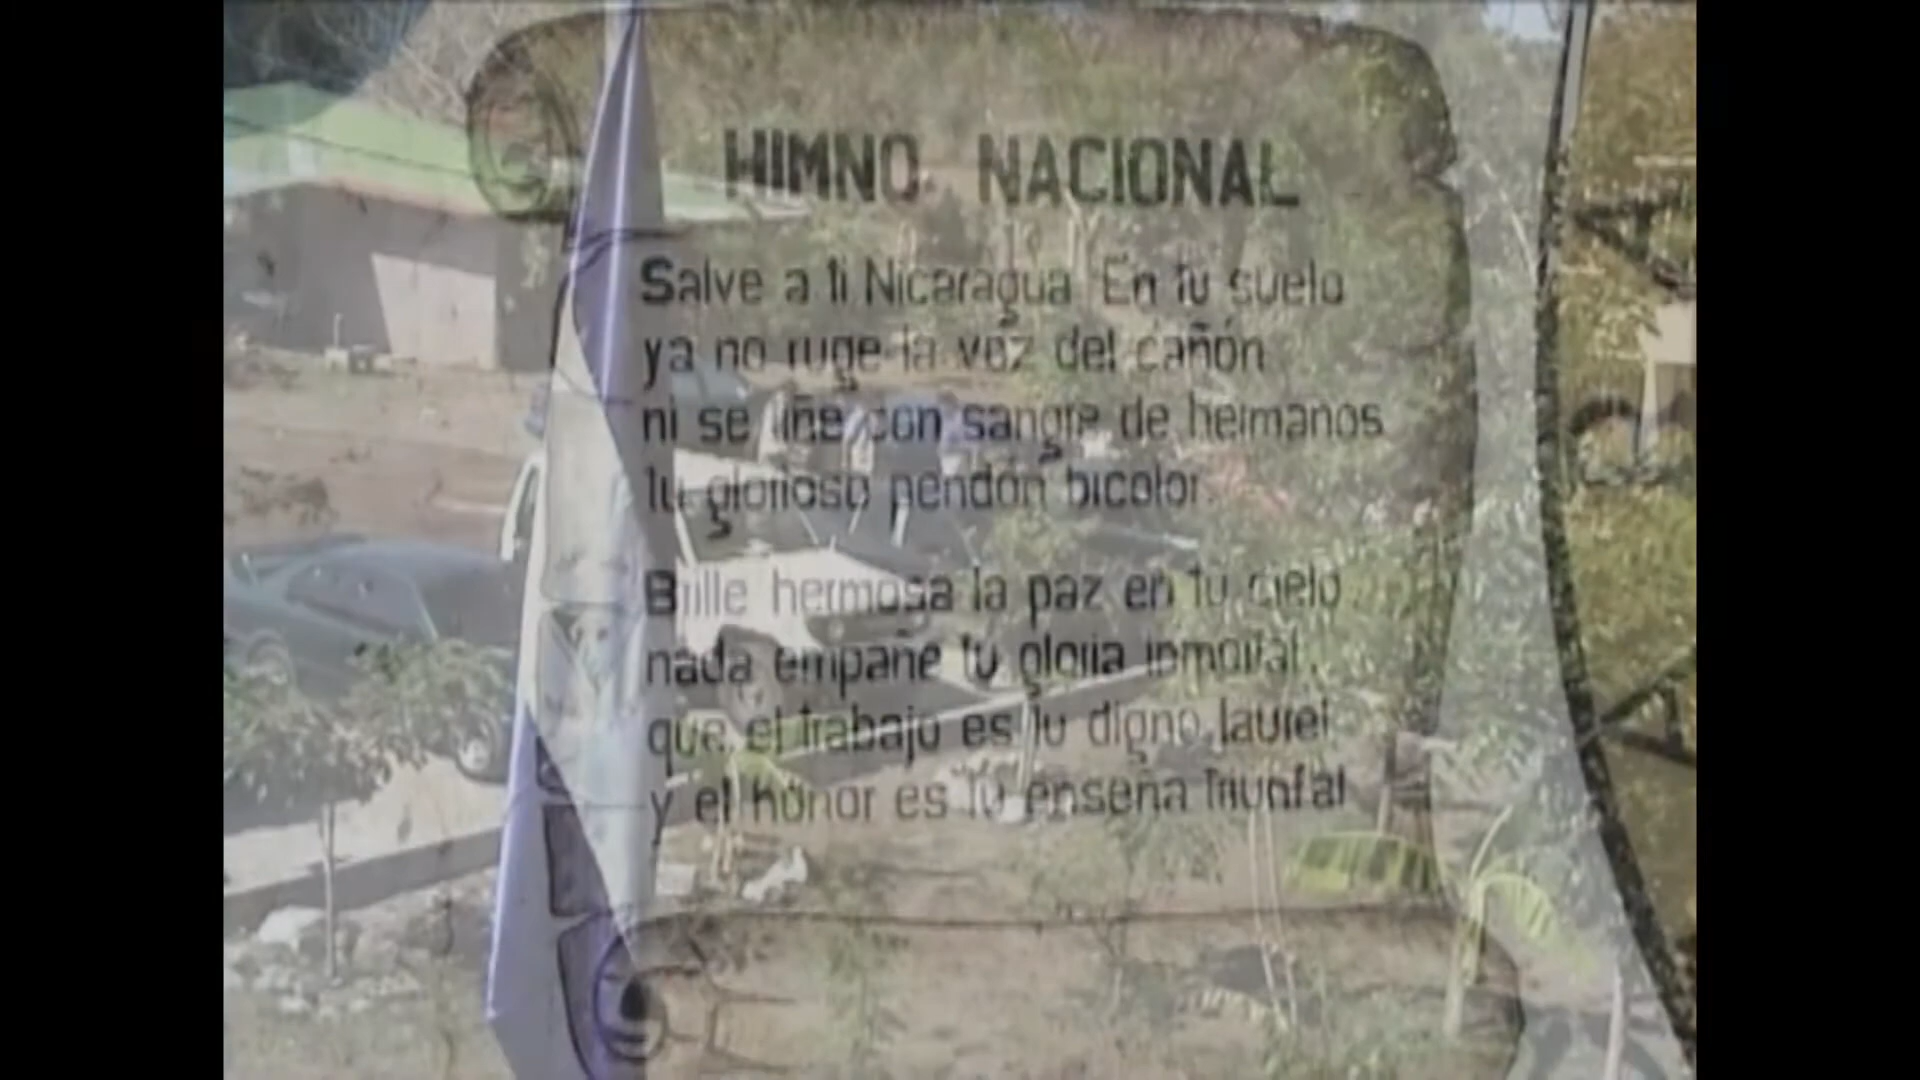 HIMNO NACIONAL
Salve a ti Nicaragua En tu suelo
ya no ruge la voz del cañón
ni se tiñe con sangre de hermanos
tu glorioso pendón bicolor
Brille hermosa la paz en tu cielo
nada empañe tu gloria inmortal,
que el trabajo es tu digno laurel
y el honor es tu enseña triunfal